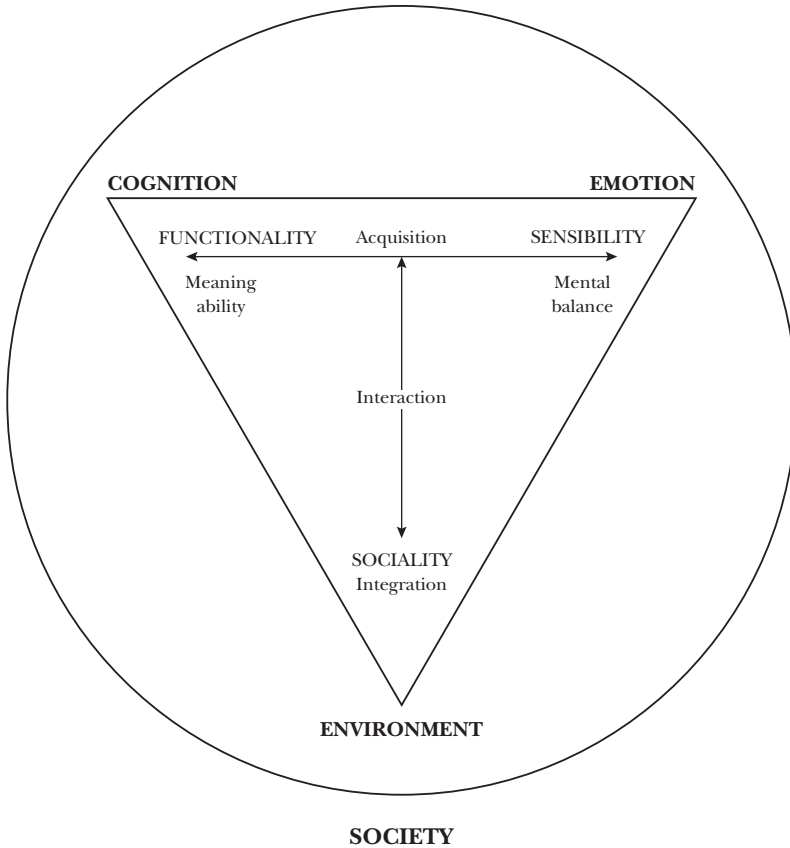 COGNITION EMOTION
FUNCTIONALITY Acquisition SENSIBILITY
Meaning
ability
Mental
balance
Interaction
SOCIALITY
Integration
ENVIRONMENT
SOCIETY